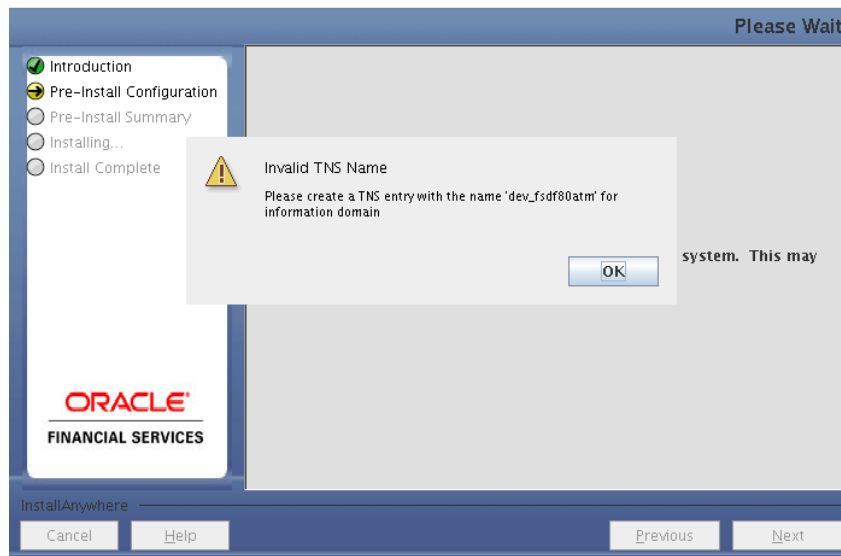 Please Wait
Introduction
Pre-Install Configuration
Pre-Install Summary
Installing...
Install Complete
Invalid TNS Name
Please create a TNS entry with the name 'dev_fsdf80atm' for
information domain
OK
system. This may
ORACLE®
FINANCIAL SERVICES
InstallAnywhere
Cancel
Help
Previous
Next